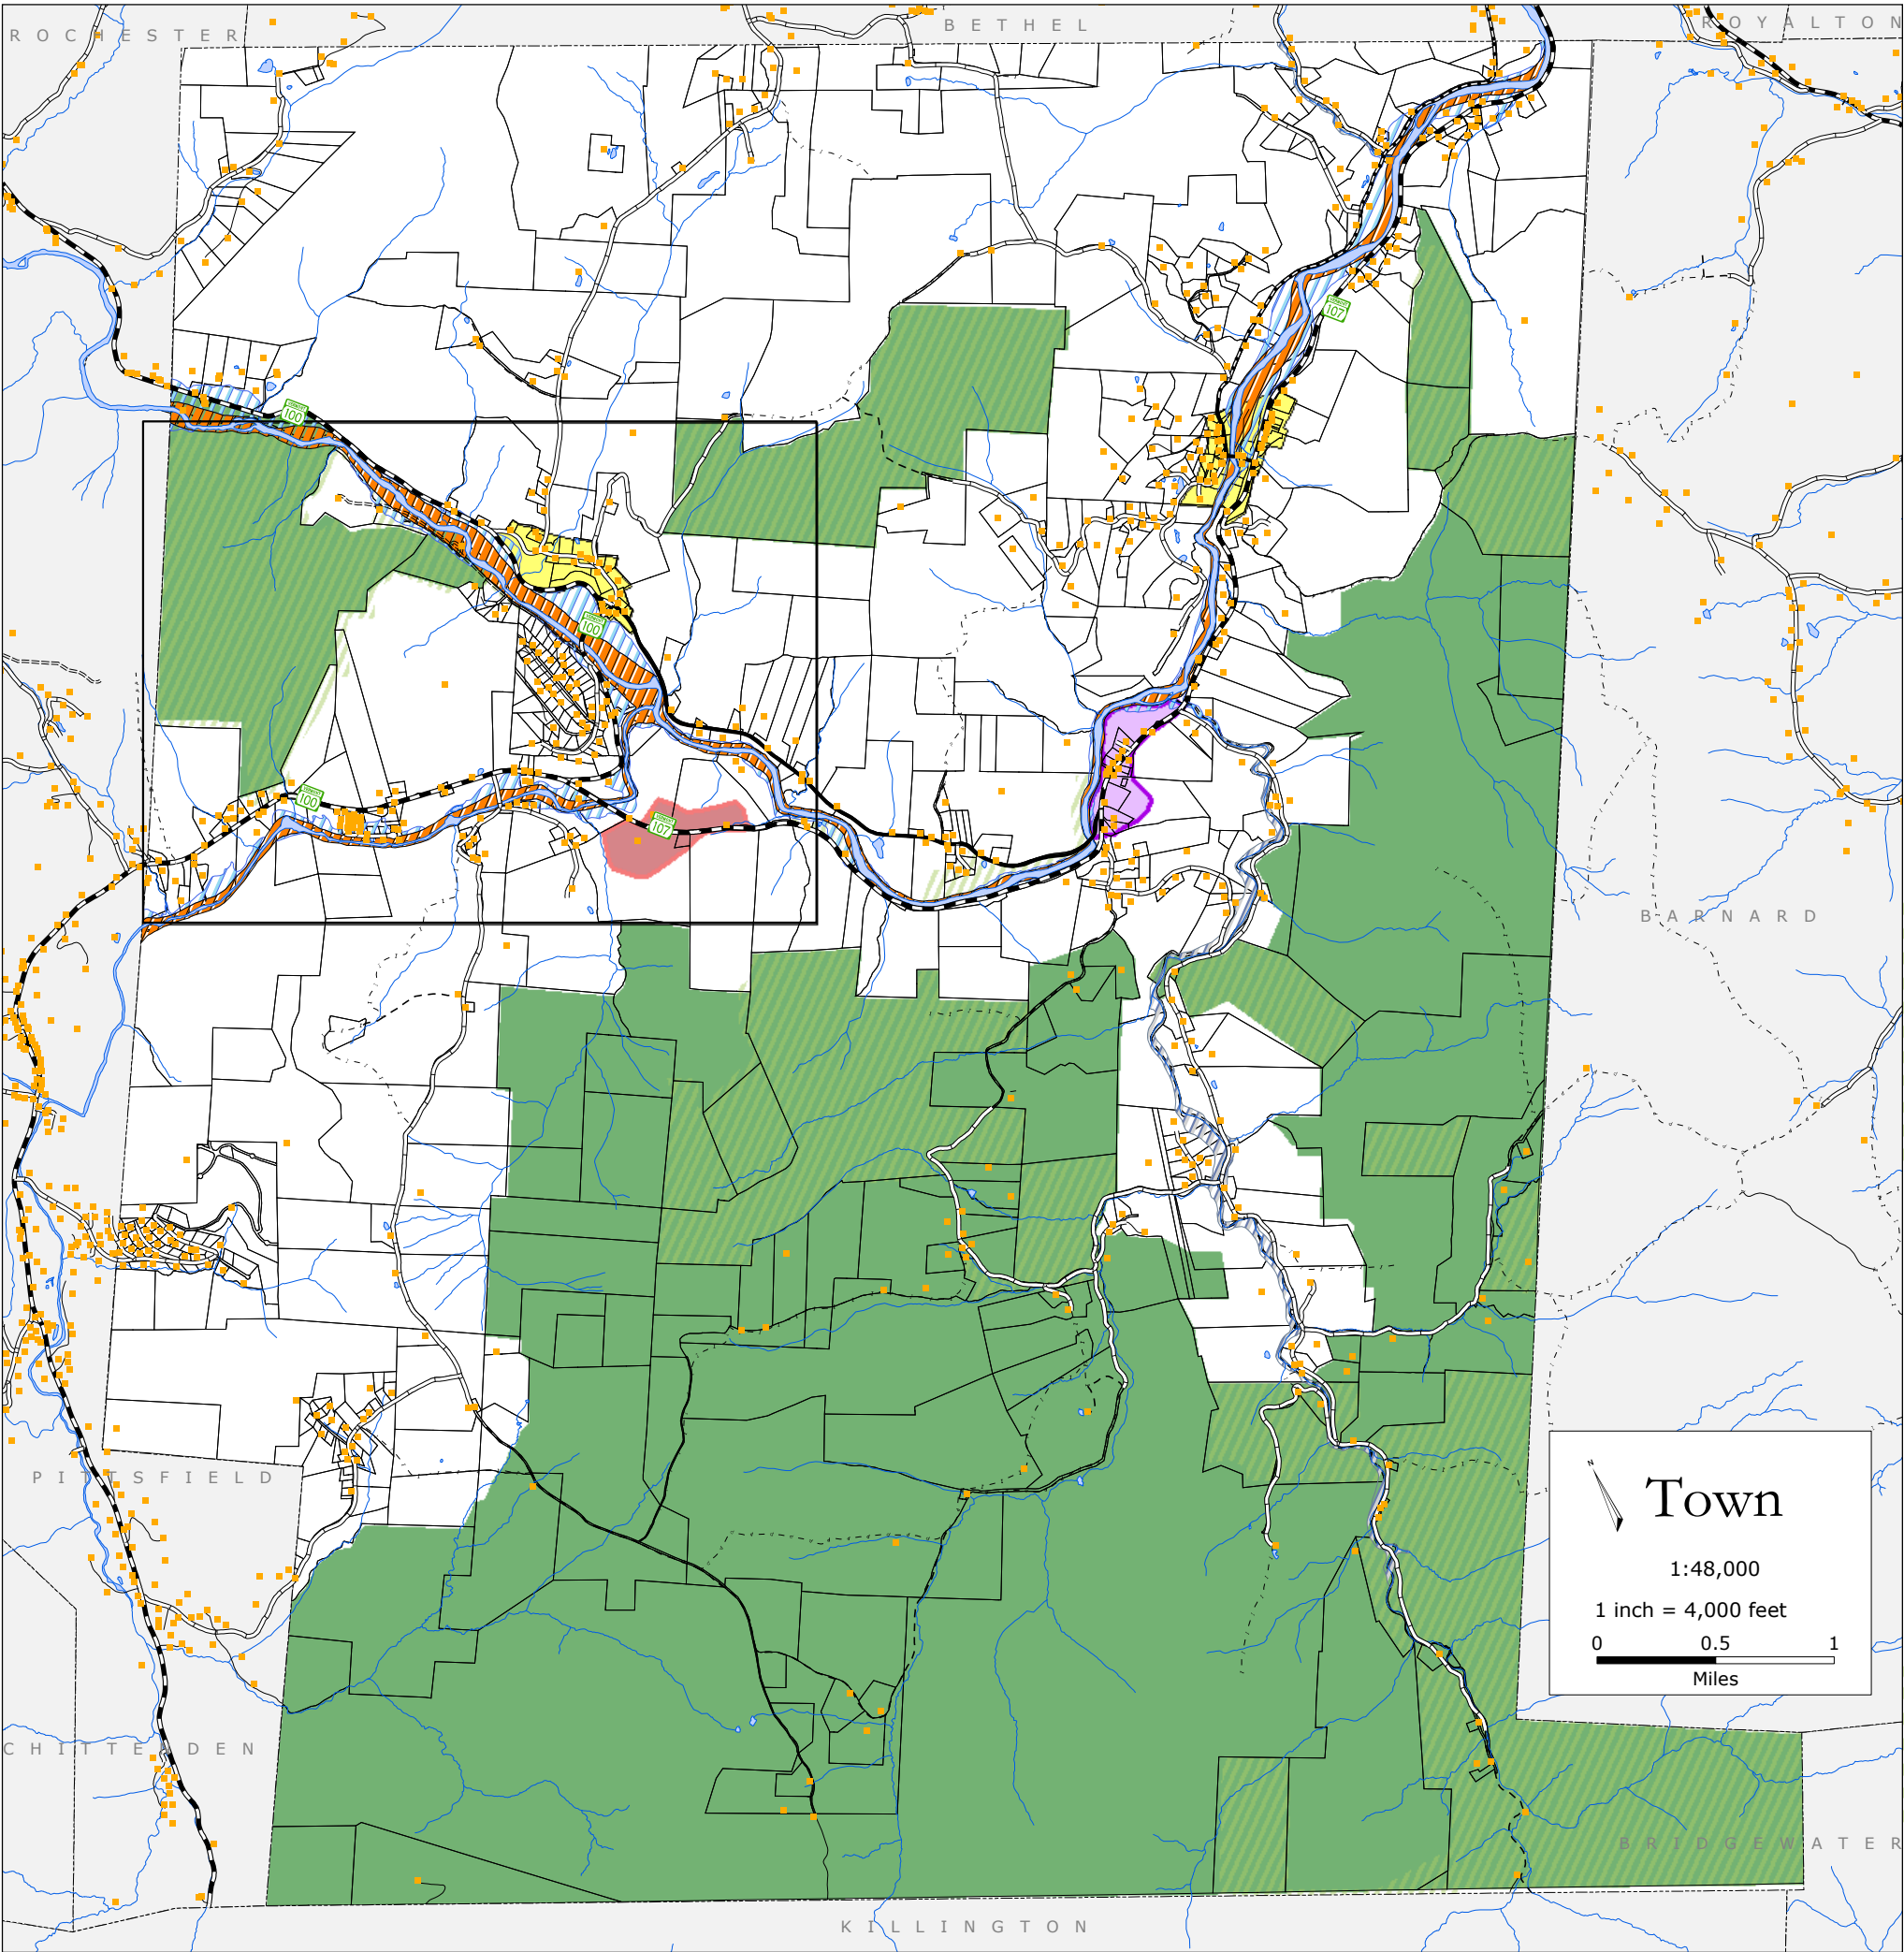 ROCHESTER
BETHEL
ROYALTON
107
100
100
100
107
BARNARD
PITTSFIELD
N
Town
1:48,000
1 inch = 4,000 feet
0 0.5 1
Miles
CHITTENDEN
BRIDGEWATER
KILLINGTON